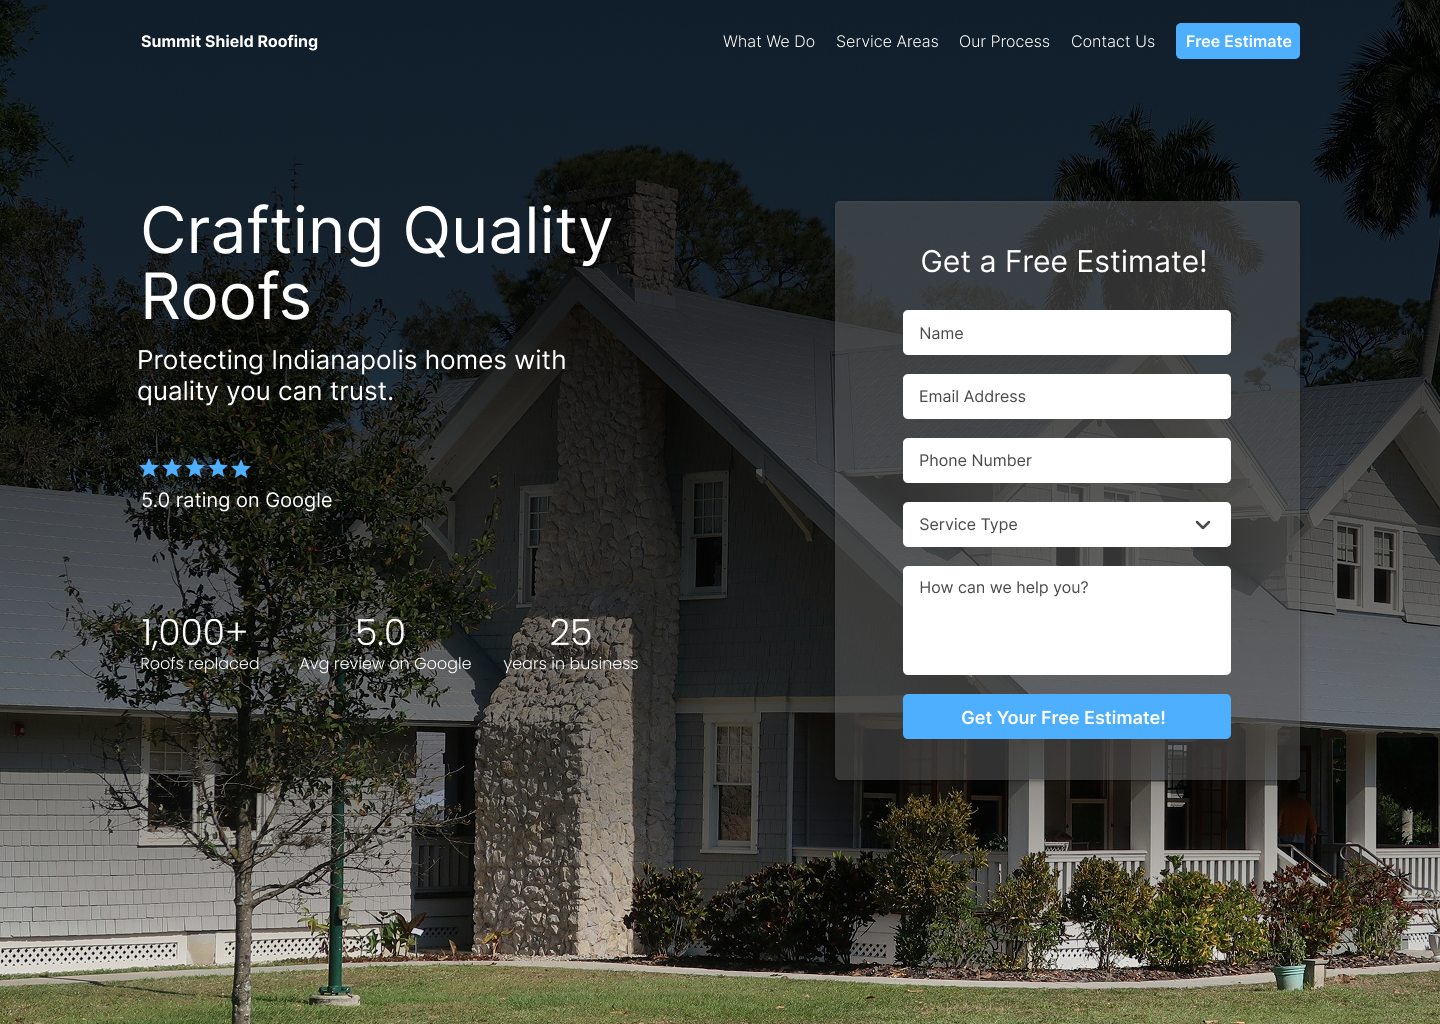 Summit Shield Roofing
What We Do
Service Areas
Our Process
Contact Us
Free Estimate
Crafting Quality
Roofs
Protecting Indianapolis homes with
quality you can trust.
5.0 rating on Google
1,000+
Roofs replaced
5.0
Avg review on Google
25
years in business
Get a Free Estimate!
Name
Email Address
Phone Number
Service Type
How can we help you?
Get Your Free Estimate!